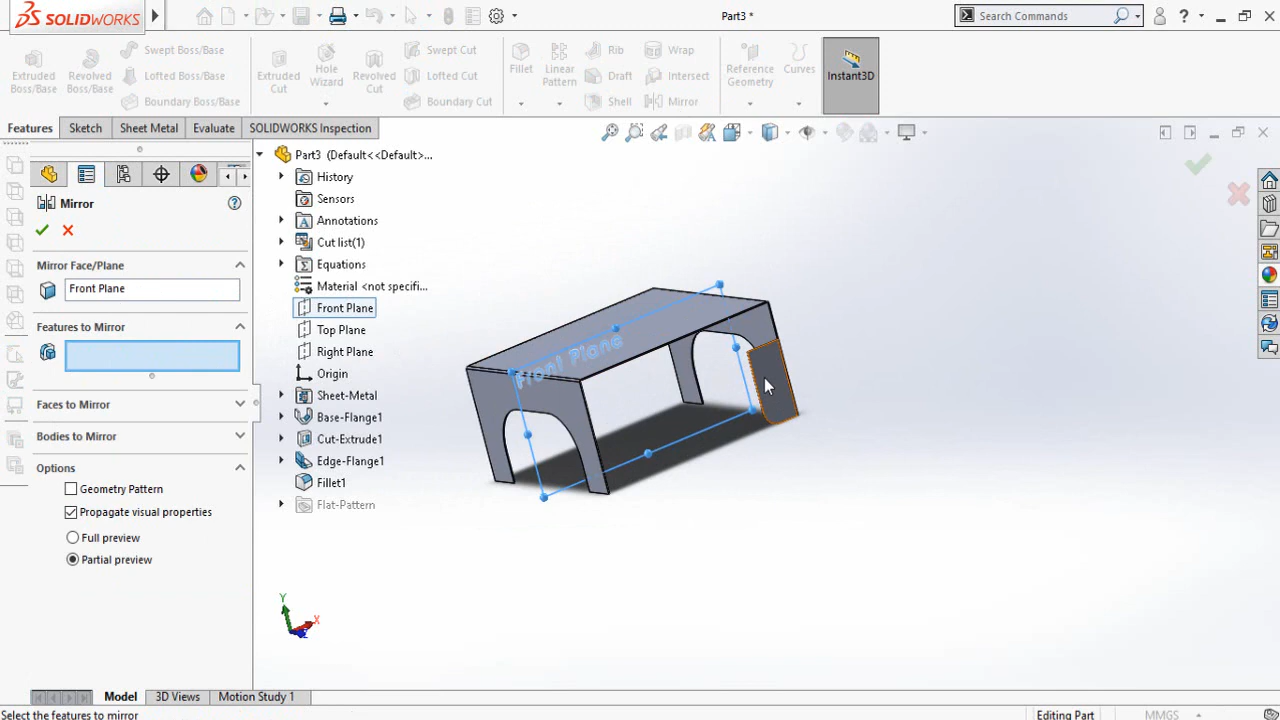 SOLIDWORKS
Part3 *
Search Commands
?
Extruded Boss/Base
Revolved Boss/Base
Swept Boss/Base
Lofted Boss/Base
Boundary Boss/Base
Extruded Cut
Hole Wizard
Revolved Cut
Swept Cut
Lofted Cut
Boundary Cut
Fillet
Linear Pattern
Rib
Draft
Shell
Wrap
Intersect
Mirror
Reference Geometry
Curves
Instant3D
Features
Sketch
Sheet Metal
Evaluate
SOLIDWORKS Inspection
Mirror
?
Mirror Face/Plane
Front Plane
Features to Mirror
Faces to Mirror
Bodies to Mirror
Options
Geometry Pattern
Propagate visual properties
Full preview
Partial preview
Part3 (Default<<Default>...
History
Sensors
Annotations
Cut list(1)
Equations
Material <not specifi...
Front Plane
Top Plane
Right Plane
Origin
Sheet-Metal
Base-Flange1
Cut-Extrude1
Edge-Flange1
Fillet1
Flat-Pattern
Front Plane
Y
X
Z
Model
3D Views
Motion Study 1
Select the features to mirror
Editing Part
MMGS